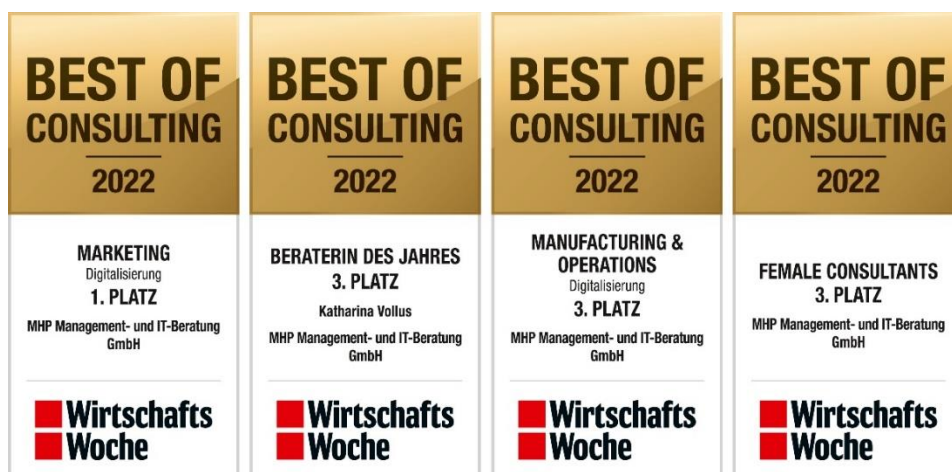 BEST OF
CONSULTING
2022
MARKETING
Digitalisierung
1. PLATZ
MHP Management- und IT-Beratung
GmbH
Wirtschafts
Woche
BEST OF
CONSULTING
2022
BERATERIN DES JAHRES
3. PLATZ
Katharina Vollus
MHP Management- und IT-Beratung
GmbH
Wirtschafts
Woche
BEST OF
CONSULTING
2022
MANUFACTURING &
OPERATIONS
Digitalisierung
3. PLATZ
MHP Management- und IT-Beratung
GmbH
Wirtschafts
Woche
BEST OF
CONSULTING
2022
FEMALE CONSULTANTS
3. PLATZ
MHP Management- und IT-Beratung
GmbH
Wirtschafts
Woche